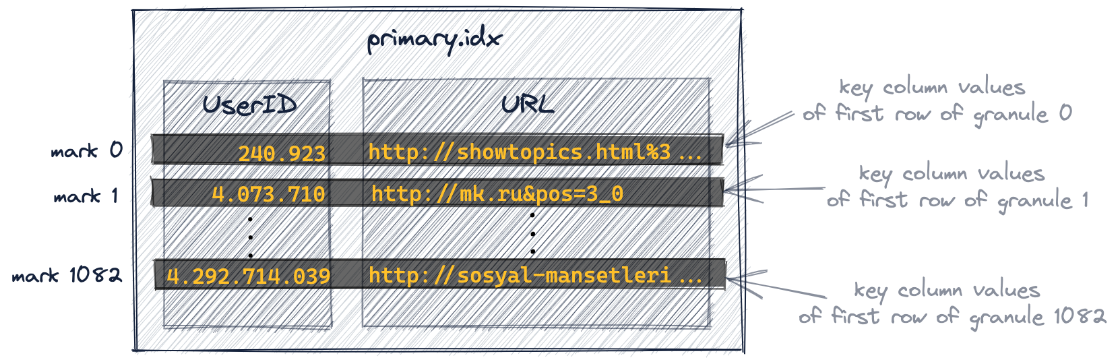 primary.idx
UserID URL
mark 0 240.923 http://showtopics.html%3...
key column values
of first row of granule 0
mark 1 4.073.710 http://mk.ru&pos=3_0
key column values
of first row of granule 1
mark 1082 4.292.714.039 http://sosyal-mansetleri...
key column values
of first row of granule 1082